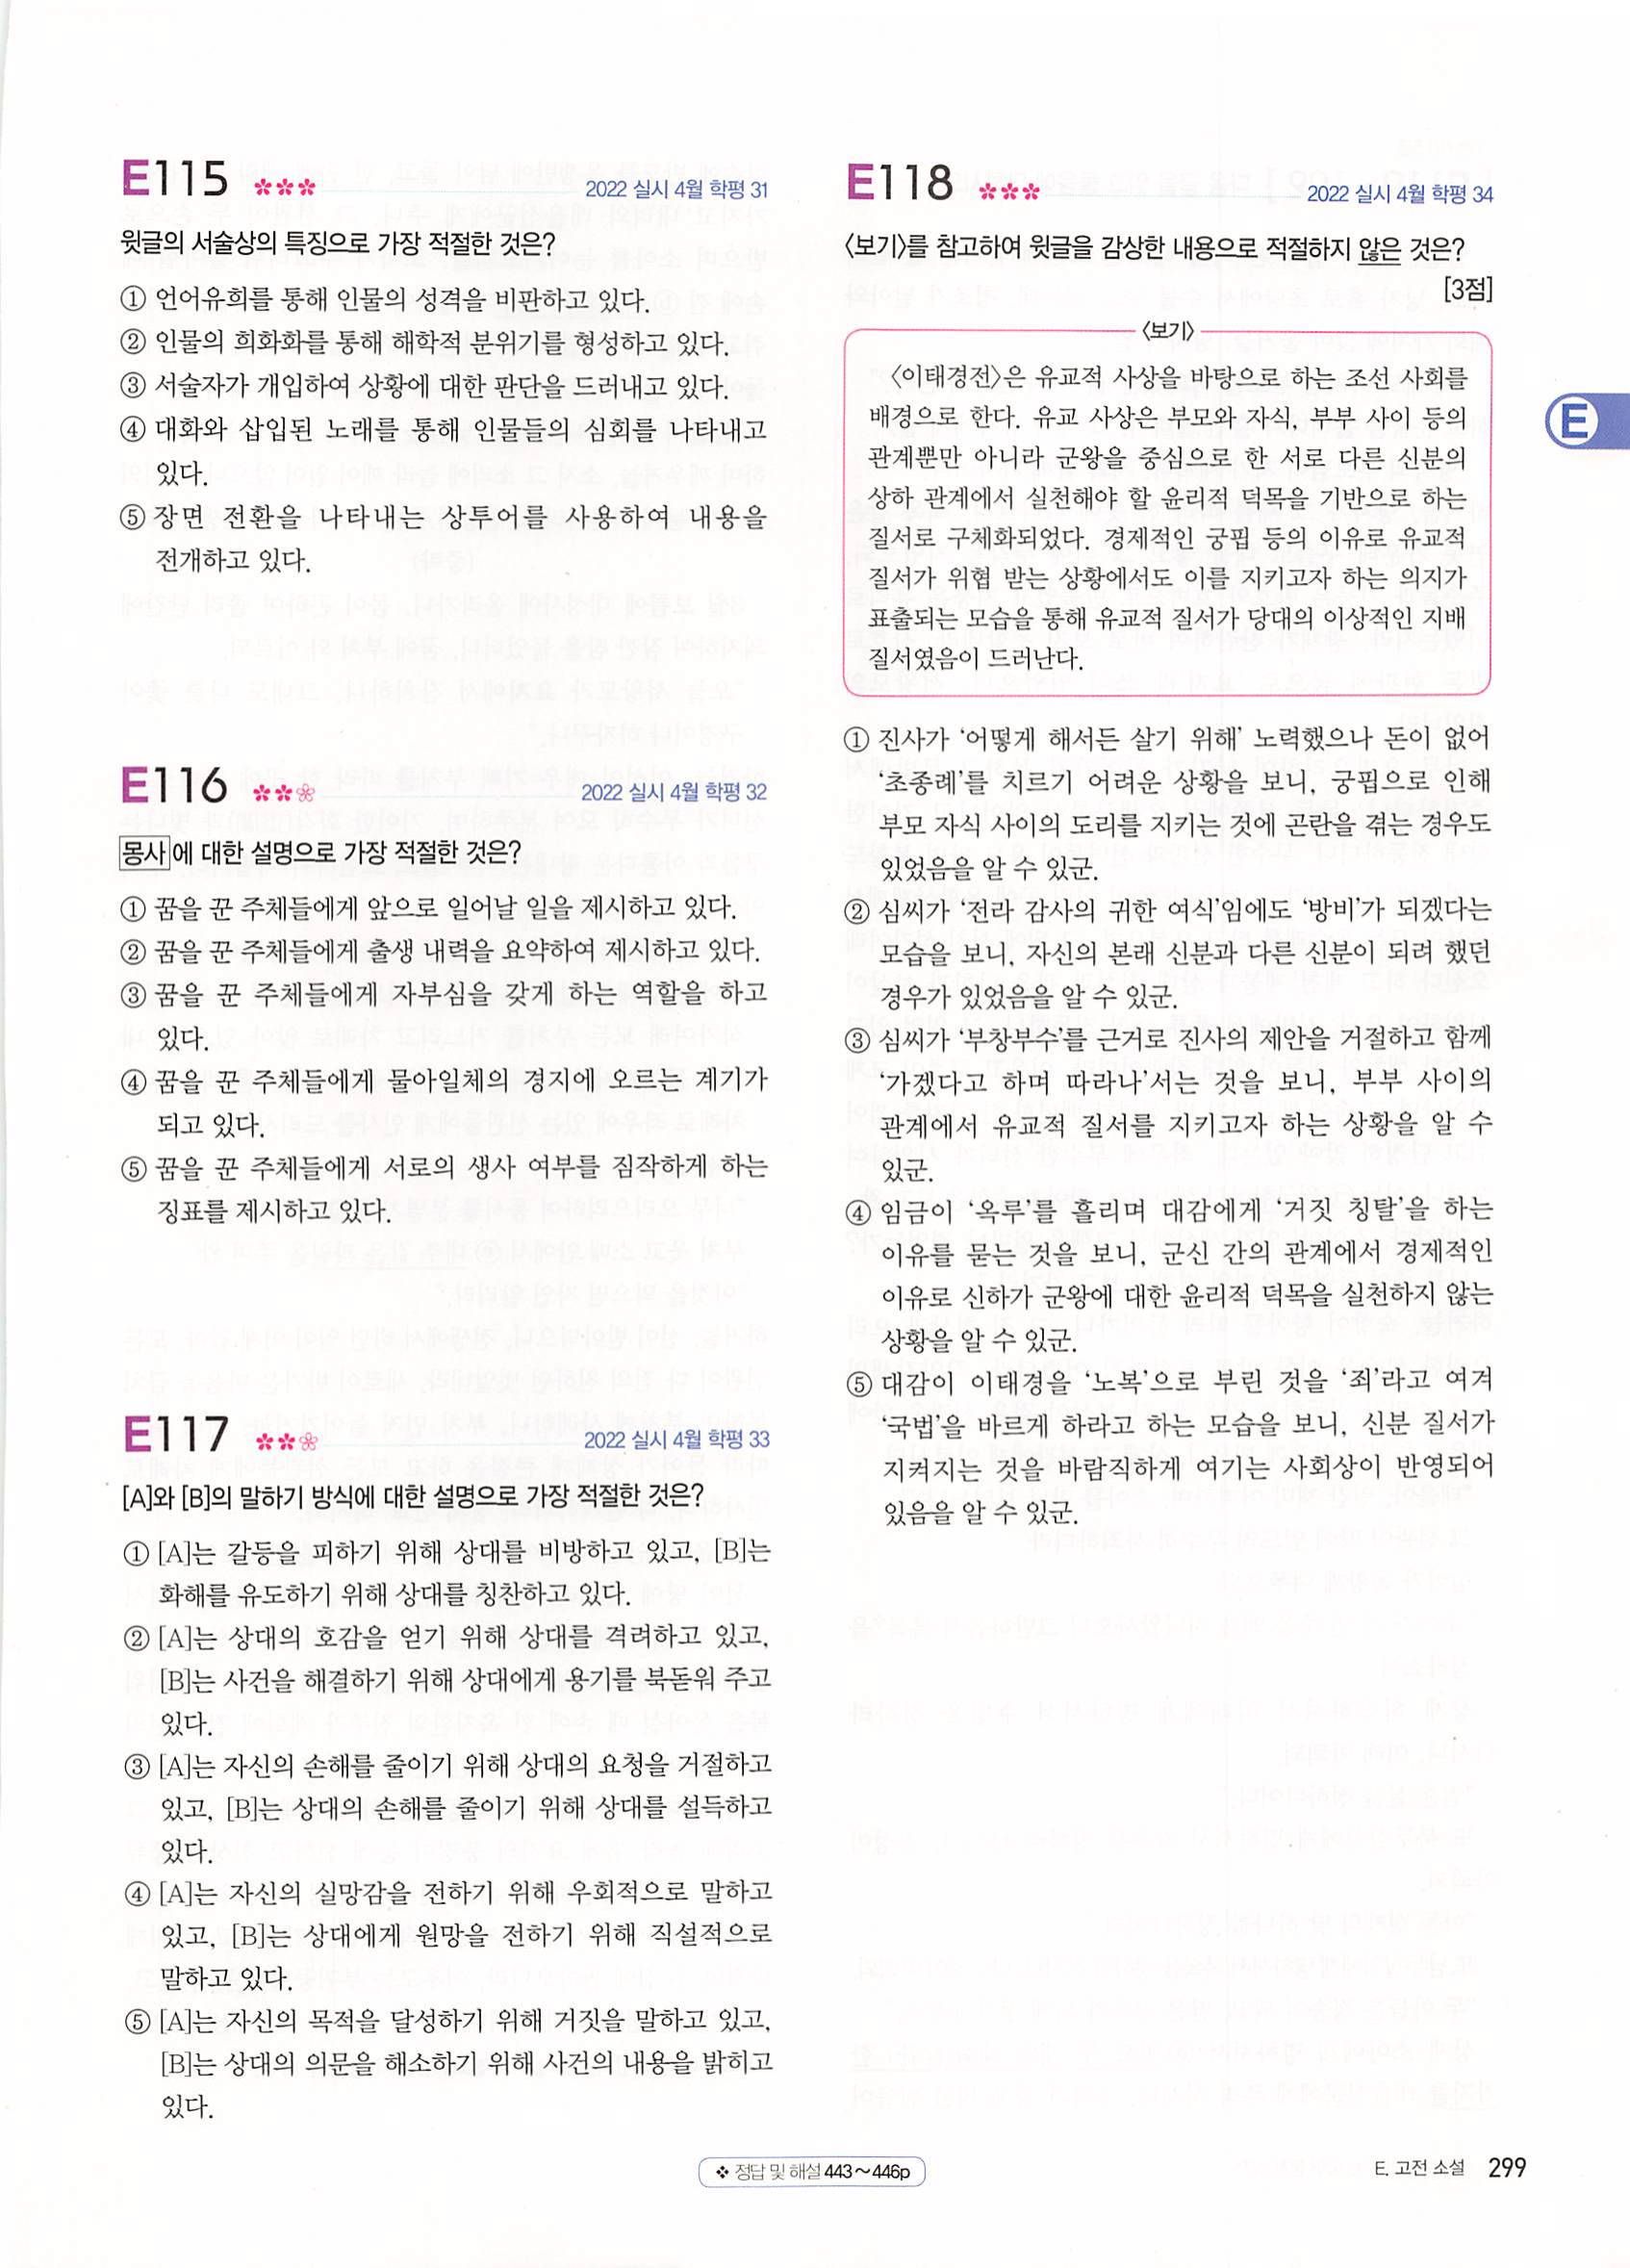 E115 2022 실시 4월 학평 31
윗글의 서술상의 특징으로 가장 적절한 것은?
① 언어유희를 통해 인물의 성격을 비판하고 있다.
② 인물의 희화화를 통해 해학적 분위기를 형성하고 있다.
③ 서술자가 개입하여 상황에 대한 판단을 드러내고 있다.
④ 대화와 삽입된 노래를 통해 인물들의 심회를 나타내고
있다.
⑤ 장면 전환을 나타내는 상투어를 사용하여 내용을
전개하고 있다.
E116 2022 실시 4월 학평 32
몽사에 대한 설명으로 가장 적절한 것은?
① 꿈을 꾼 주체들에게 앞으로 일어날 일을 제시하고 있다.
② 꿈을 꾼 주체들에게 출생 내력을 요약하여 제시하고 있다.
③ 꿈을 꾼 주체들에게 자부심을 갖게 하는 역할을 하고
있다.
④ 꿈을 꾼 주체들에게 물아일체의 경지에 오르는 계기가
되고 있다.
⑤ 꿈을 꾼 주체들에게 서로의 생사 여부를 짐작하게 하는
징표를 제시하고 있다.
E117 2022 실시 4월 학평 33
[A]와 [B]의 말하기 방식에 대한 설명으로 가장 적절한 것은?
① [A]는 갈등을 피하기 위해 상대를 비방하고 있고, [B]는
화해를 유도하기 위해 상대를 칭찬하고 있다.
② [A]는 상대의 호감을 얻기 위해 상대를 격려하고 있고,
[B]는 사건을 해결하기 위해 상대에게 용기를 북돋워 주고
있다.
③ [A]는 자신의 손해를 줄이기 위해 상대의 요청을 거절하고
있고, [B]는 상대의 손해를 줄이기 위해 상대를 설득하고
있다.
④ [A]는 자신의 실망감을 전하기 위해 우회적으로 말하고
있고, [B]는 상대에게 원망을 전하기 위해 직설적으로
말하고 있다.
⑤ [A]는 자신의 목적을 달성하기 위해 거짓을 말하고 있고,
[B]는 상대의 의문을 해소하기 위해 사건의 내용을 밝히고
있다.
E118 2022 실시 4월 학평 34
〈보기〉를 참고하여 윗글을 감상한 내용으로 적절하지 않은 것은?
[3점]
〈보기〉
〈이태경전〉은 유교적 사상을 바탕으로 하는 조선 사회를
배경으로 한다. 유교 사상은 부모와 자식, 부부 사이 등의
관계뿐만 아니라 군왕을 중심으로 한 서로 다른 신분의
상하 관계에서 실천해야 할 윤리적 덕목을 기반으로 하는
질서로 구체화되었다. 경제적인 궁핍 등의 이유로 유교적
질서가 위협 받는 상황에서도 이를 지키고자 하는 의지가
표출되는 모습을 통해 유교적 질서가 당대의 이상적인 지배
질서였음이 드러난다.
① 진사가 ‘어떻게 해서든 살기 위해’ 노력했으나 돈이 없어
‘초종례’를 치르기 어려운 상황을 보니, 궁핍으로 인해
부모 자식 사이의 도리를 지키는 것에 곤란을 겪는 경우도
있었음을 알 수 있군.
② 심씨가 ‘전라 감사의 귀한 여식’임에도 ‘방비’가 되겠다는
모습을 보니, 자신의 본래 신분과 다른 신분이 되려 했던
경우가 있었음을 알 수 있군.
③ 심씨가 ‘부창부수’를 근거로 진사의 제안을 거절하고 함께
‘가겠다고 하며 따라나’서는 것을 보니, 부부 사이의
관계에서 유교적 질서를 지키고자 하는 상황을 알 수
있군.
④ 임금이 ‘옥루’를 흘리며 대감에게 ‘거짓 칭탈’을 하는
이유를 묻는 것을 보니, 군신 간의 관계에서 경제적인
이유로 신하가 군왕에 대한 윤리적 덕목을 실천하지 않는
상황을 알 수 있군.
⑤ 대감이 이태경을 ‘노복’으로 부린 것을 ‘죄’라고 여겨
‘국법’을 바르게 하라고 하는 모습을 보니, 신분 질서가
지켜지는 것을 바람직하게 여기는 사회상이 반영되어
있음을 알 수 있군.
E
❖ 정답 및 해설 443~446p
E. 고전 소설 299